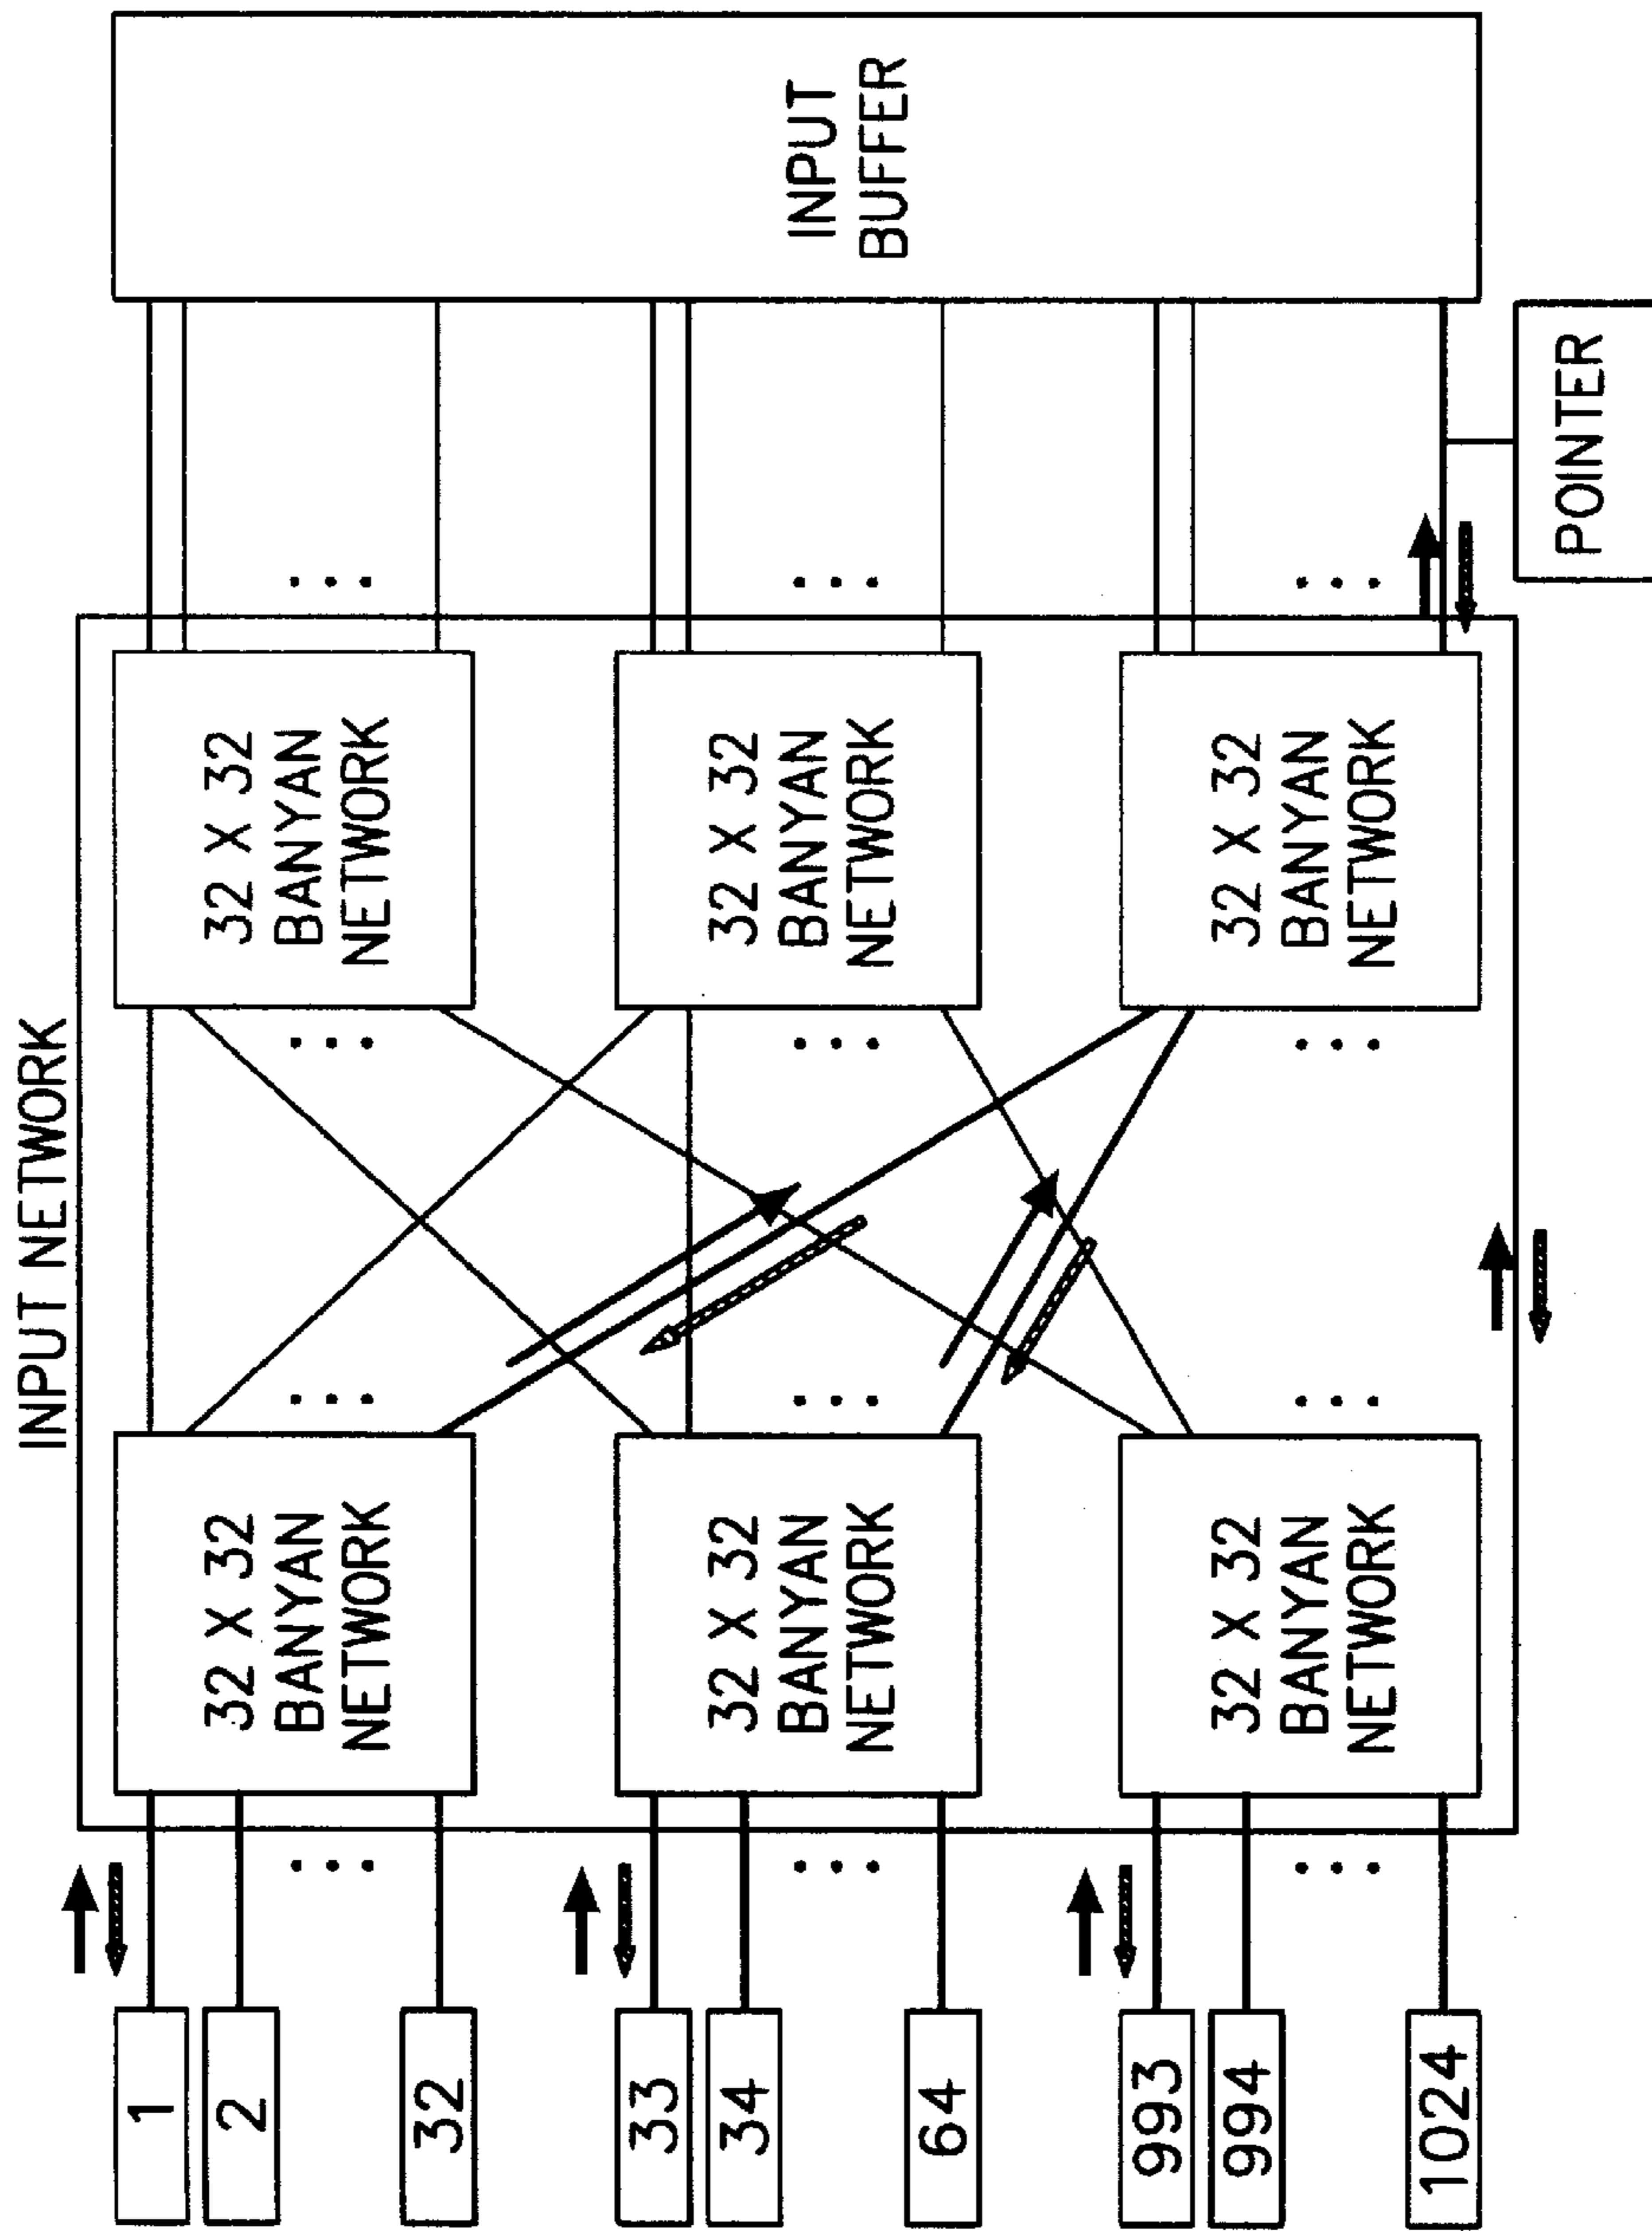 INPUT NETWORK
1
2
32
33
34
64
993
994
1024
32 X 32
BANYAN
NETWORK
32 X 32
BANYAN
NETWORK
32 X 32
BANYAN
NETWORK
32 X 32
BANYAN
NETWORK
32 X 32
BANYAN
NETWORK
32 X 32
BANYAN
NETWORK
INPUT
BUFFER
POINTER